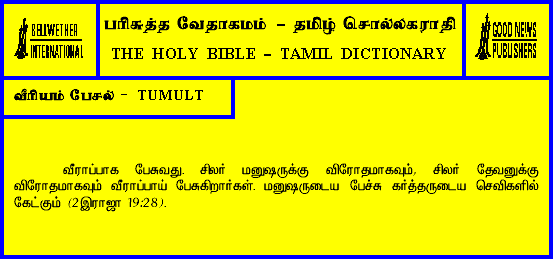 BELLWETHER
INTERNATIONAL
பரிசுத்த வேதாகமம் – தமிழ் சொல்லகராதி
THE HOLY BIBLE – TAMIL DICTIONARY
GOOD NEWS
PUBLISHERS
வீரியம் பேசல் – TUMULT
வீராப்பாக பேசுவது. சிலர் மனுஷருக்கு விரோதமாகவும், சிலர் தேவனுக்கு
விரோதமாகவும் வீராப்பாய் பேசுகிறார்கள். மனுஷருடைய பேச்சு கர்த்தருடைய செவிகளில்
கேட்கும் (2இராஜா 19:28).